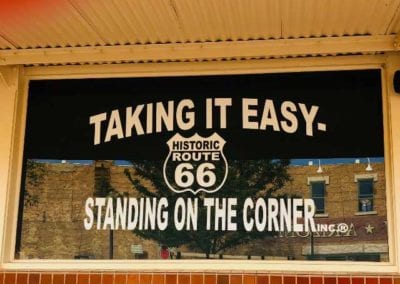 TAKING IT EASY-
HISTORIC
ROUTE
66
STANDING ON THE CORNER INC.®